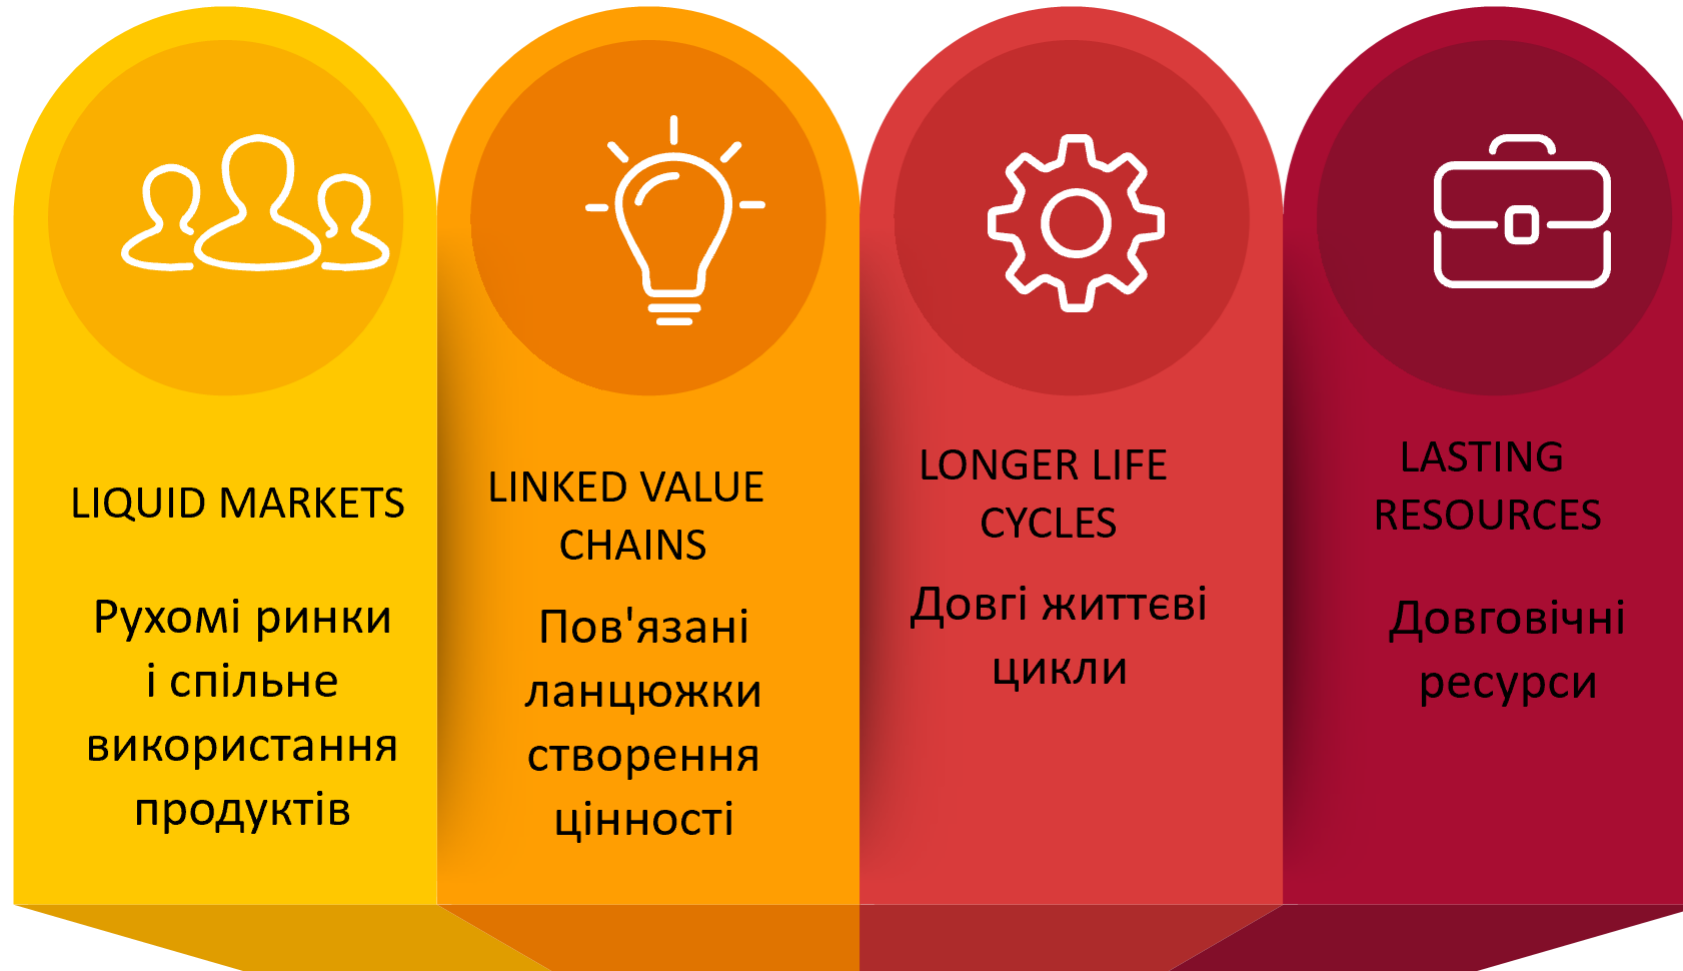 LIQUID MARKETS
Рухомі ринки
і спільне
використання
продуктів
LINKED VALUE
CHAINS
Пов'язані
ланцюжки
створення
цінності
LONGER LIFE
CYCLES
Довгі життєві
цикли
LASTING
RESOURCES
Довговічні
ресурси